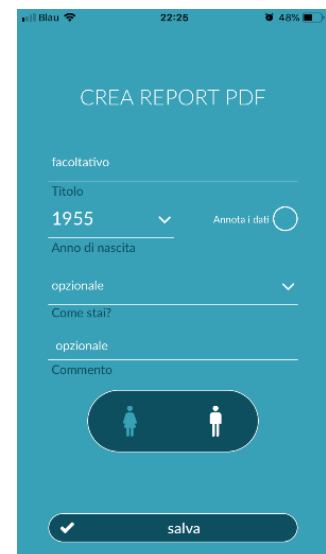 Blau 22:25 48%
CREA REPORT PDF
facoltativo
Titolo
1955 Annota i dati
Anno di nascita
opzionale
Come stai?
opzionale
Commento
salva